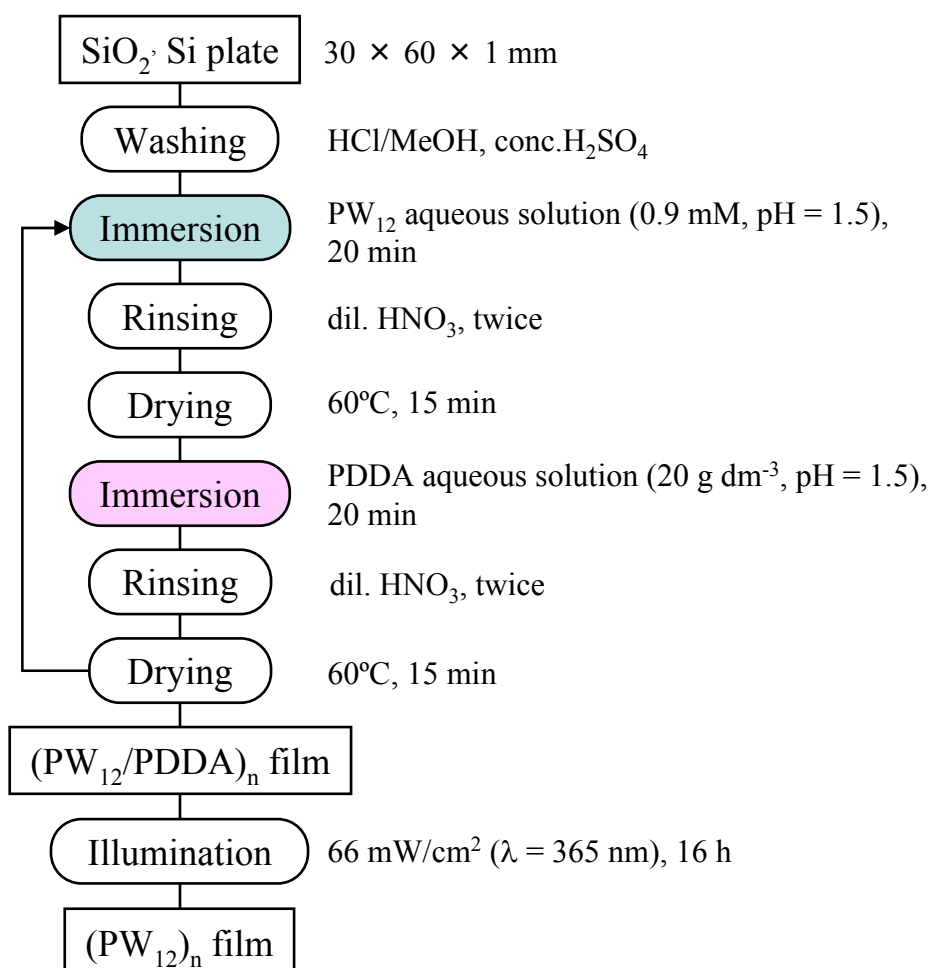 SiO₂, Si plate 30 × 60 × 1 mm
Washing HCl/MeOH, conc.H₂SO₄
Immersion PW₁₂ aqueous solution (0.9 mM, pH = 1.5),
20 min
Rinsing dil. HNO₃, twice
Drying 60ºC, 15 min
Immersion PDDA aqueous solution (20 g dm⁻³, pH = 1.5),
20 min
Rinsing dil. HNO₃, twice
Drying 60ºC, 15 min
(PW₁₂/PDDA)ₙ film
Illumination 66 mW/cm² (λ = 365 nm), 16 h
(PW₁₂)ₙ film